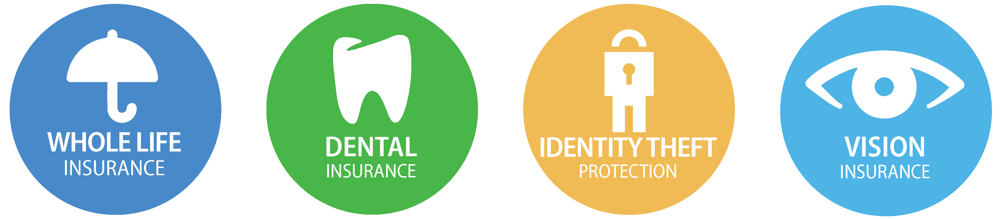 WHOLE LIFE
INSURANCE
DENTAL
INSURANCE
IDENTITY THEFT
PROTECTION
VISION
INSURANCE